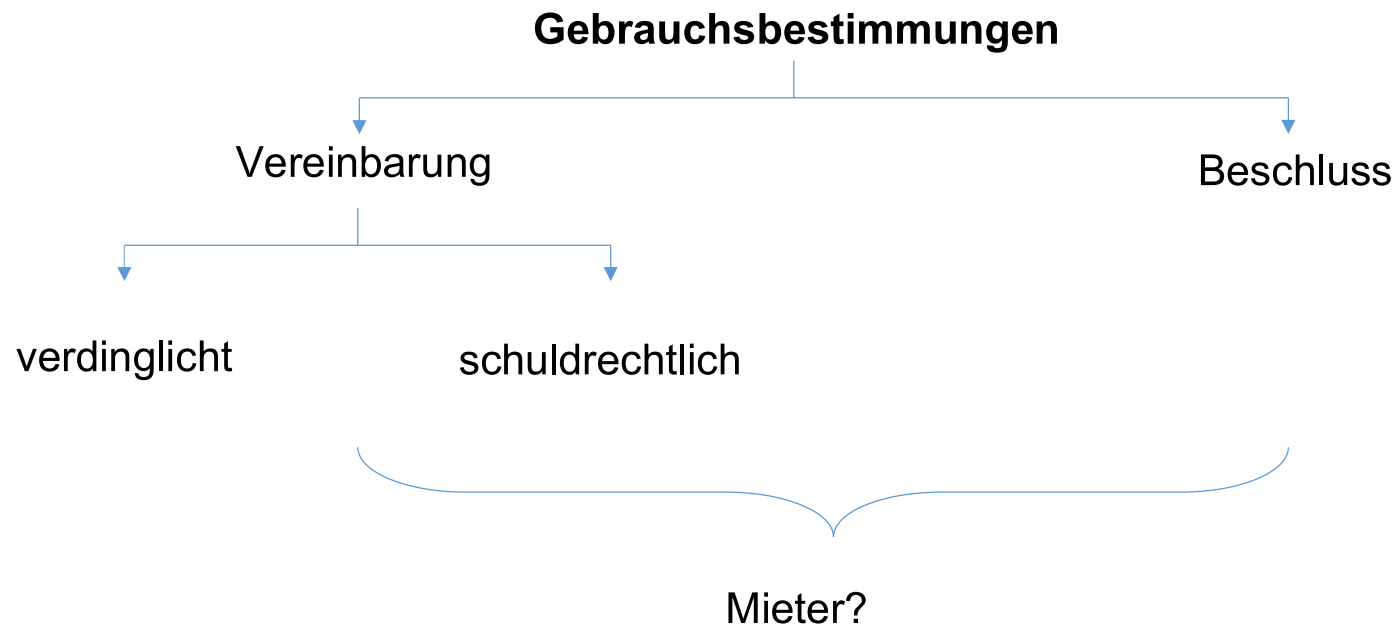 Gebrauchsbestimmungen
Vereinbarung
Beschluss
verdinglicht
schuldrechtlich
Mieter?